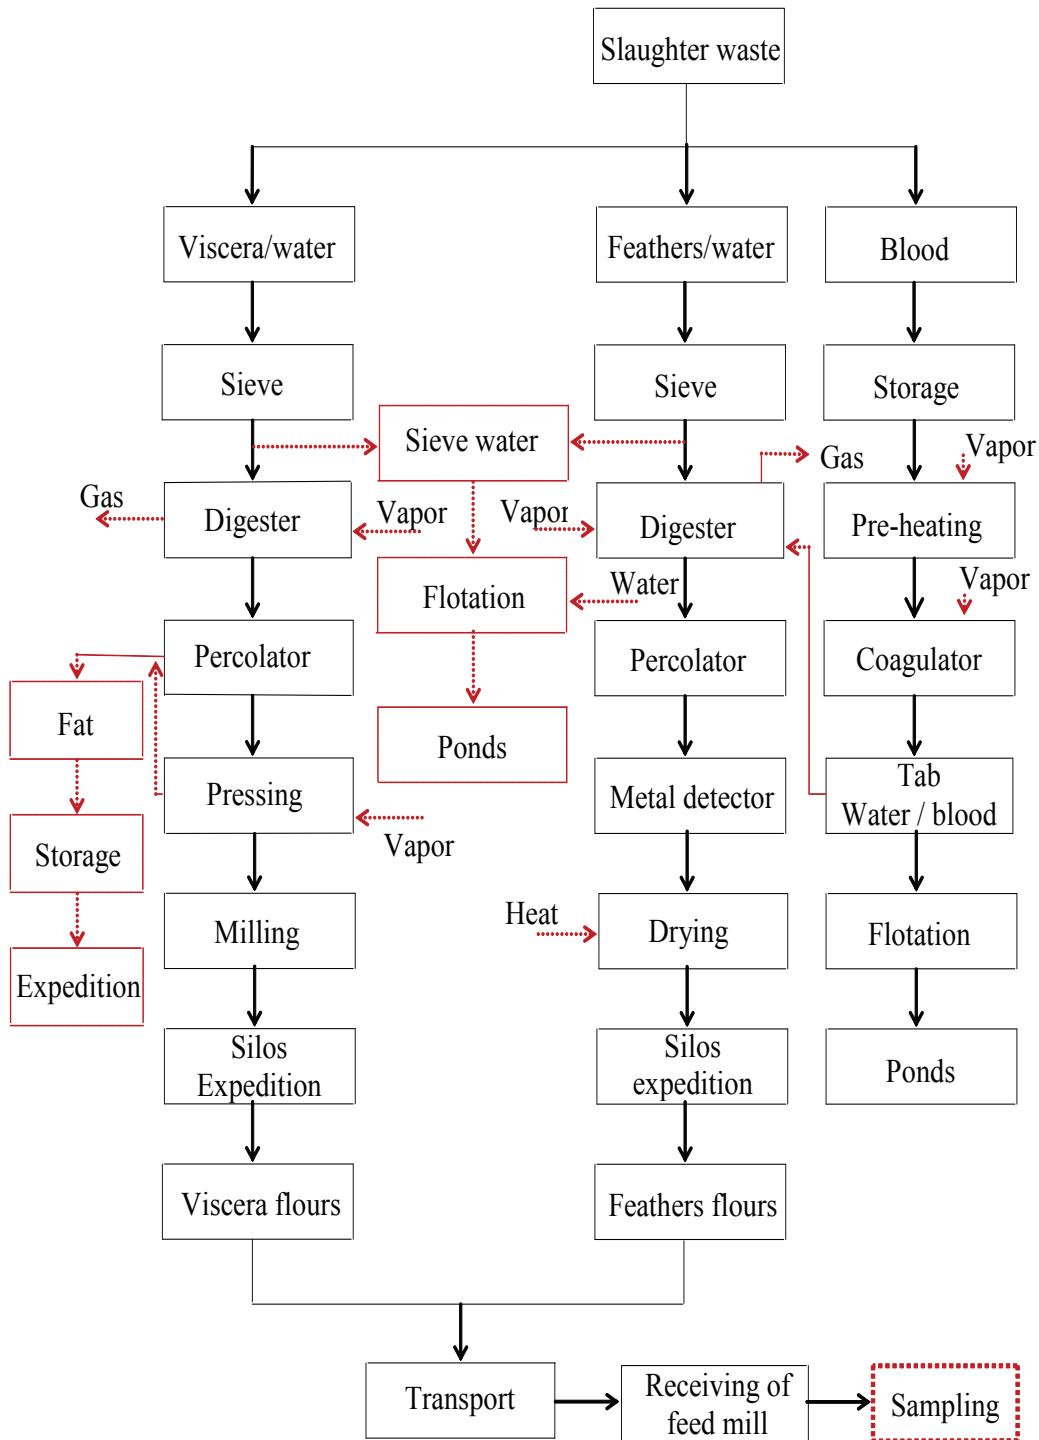 Slaughter waste
Viscera/water
Feathers/water
Blood
Sieve
Sieve water
Sieve
Storage
Gas
Vapor
Gas
Digester
Vapor
Vapor
Digester
Pre-heating
Flotation
Water
Vapor
Percolator
Percolator
Coagulator
Fat
Ponds
Pressing
Metal detector
Tab
Water / blood
Vapor
Storage
Heat
Milling
Drying
Flotation
Expedition
Silos
Expedition
Silos
expedition
Ponds
Viscera flours
Feathers flours
Transport
Receiving of
feed mill
Sampling